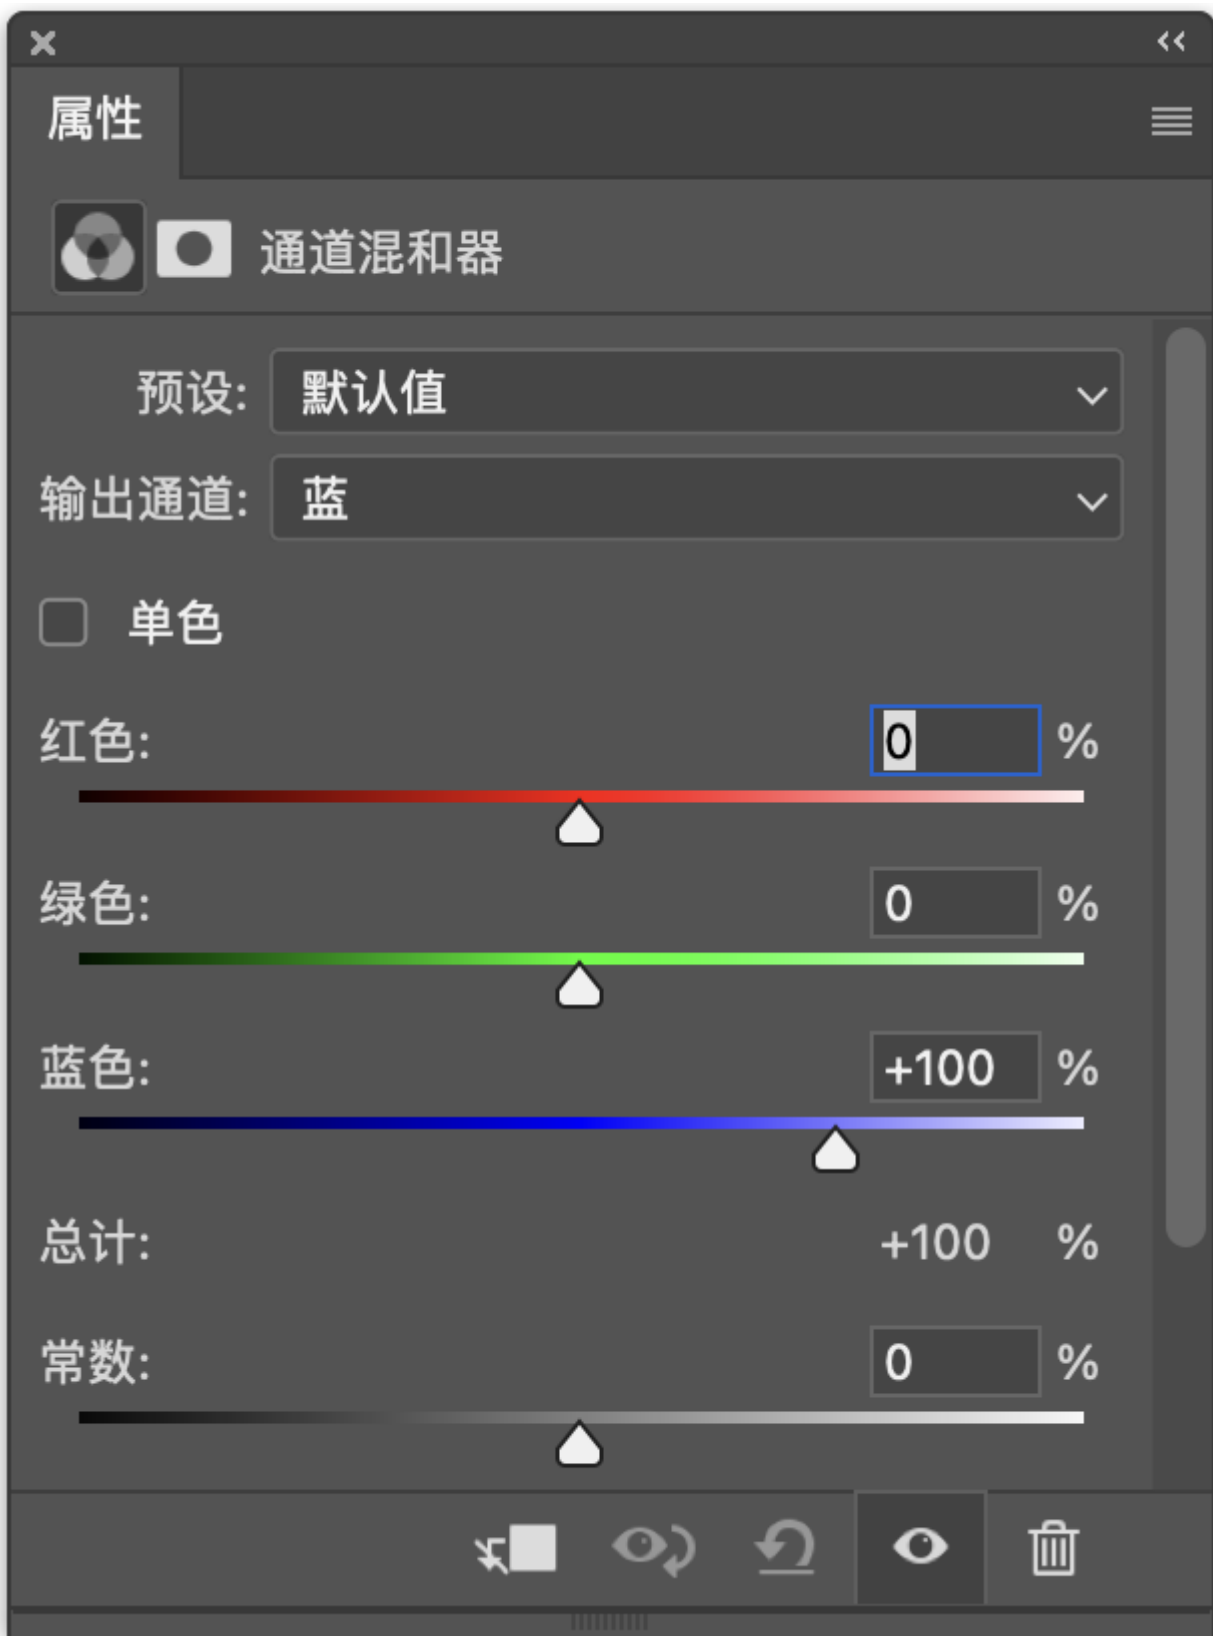 属性
通道混和器
预设: 默认值
输出通道: 蓝
单色
红色: 0 %
绿色: 0 %
蓝色: +100 %
总计: +100 %
常数: 0 %